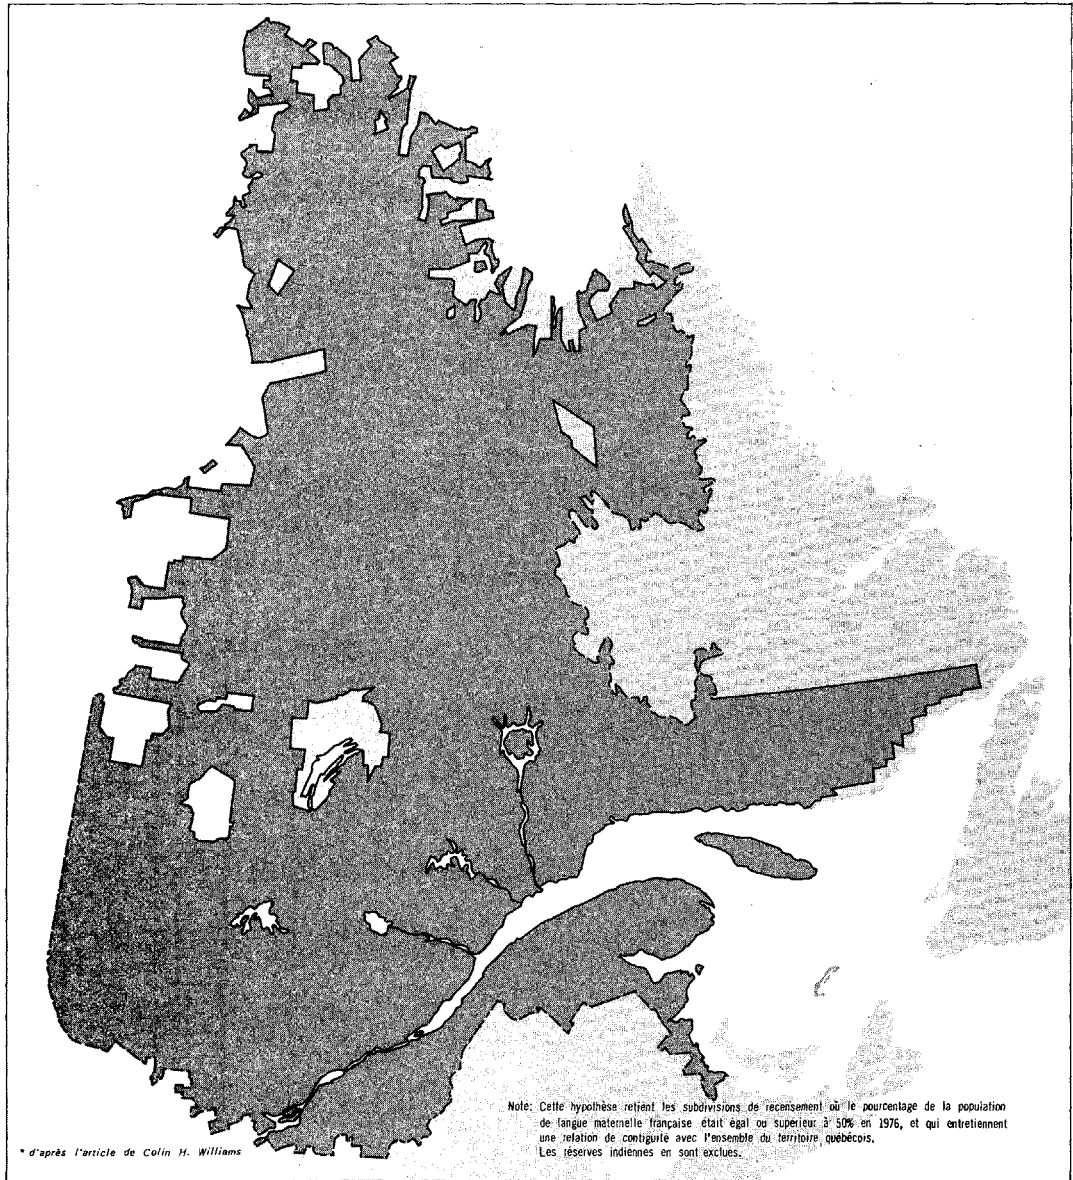 Note: Cette hypothèse retient les subdivisions de recensement où le pourcentage de la population
de langue maternelle française était égal ou supérieur à 50% en 1976, et qui entretiennent
une relation de contiguité avec l'ensemble du territoire québécois.
Les réserves indiennes en sont exclues.
* d'après l'article de Colin H. Williams